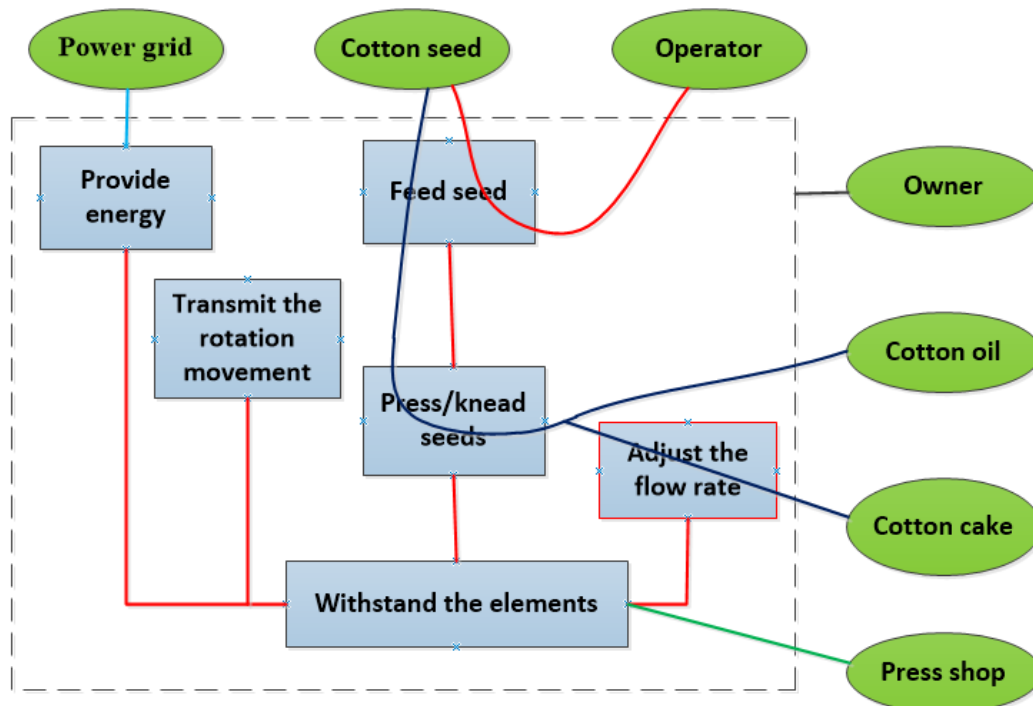 Power grid
Cotton seed
Operator
Provide
energy
Feed seed
Owner
Transmit the
rotation
movement
Cotton oil
Press/knead
seeds
Adjust the
flow rate
Cotton cake
Withstand the elements
Press shop